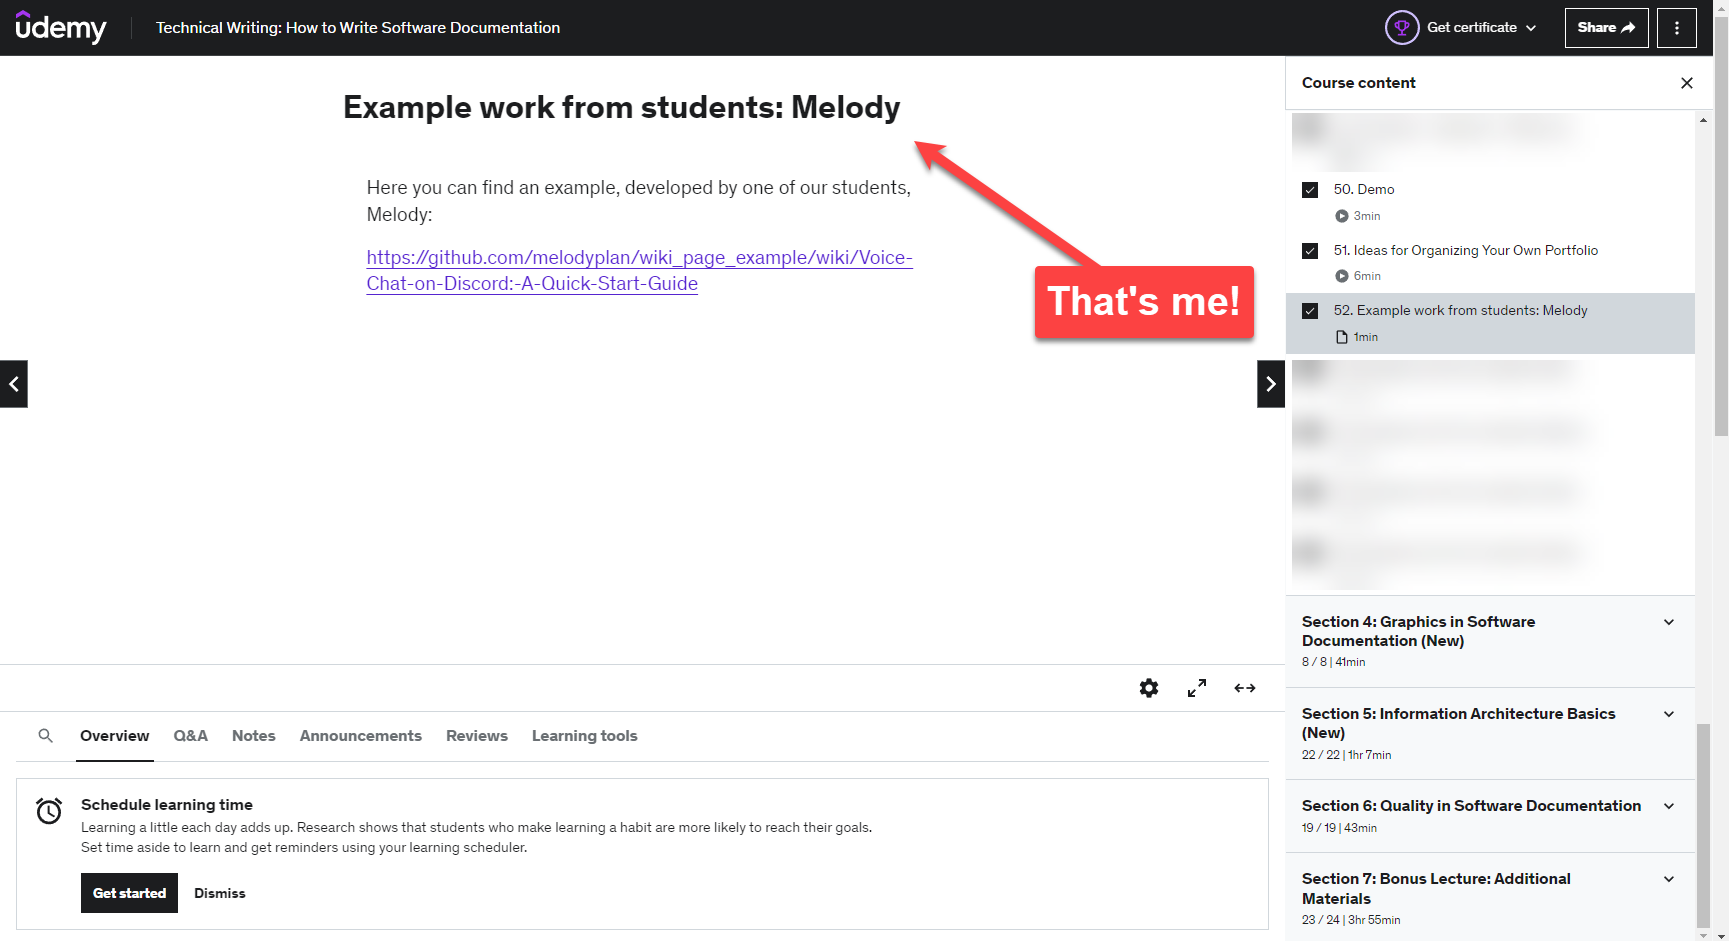 udemy
Technical Writing: How to Write Software Documentation
Get certificate
Share
Example work from students: Melody
Here you can find an example, developed by one of our students,
Melody:
https://github.com/melodyplan/wiki_page_example/wiki/Voice-
Chat-on-Discord:-A-Quick-Start-Guide
That's me!
Course content
50. Demo
3min
51. Ideas for Organizing Your Own Portfolio
6min
52. Example work from students: Melody
1min
Section 4: Graphics in Software
Documentation (New)
8 / 8 | 41min
Section 5: Information Architecture Basics
(New)
22 / 22 | 1hr 7min
Section 6: Quality in Software Documentation
19 / 19 | 43min
Section 7: Bonus Lecture: Additional
Materials
23 / 24 | 3hr 55min
Overview
Q&A
Notes
Announcements
Reviews
Learning tools
Schedule learning time
Learning a little each day adds up. Research shows that students who make learning a habit are more likely to reach their goals.
Set time aside to learn and get reminders using your learning scheduler.
Get started
Dismiss